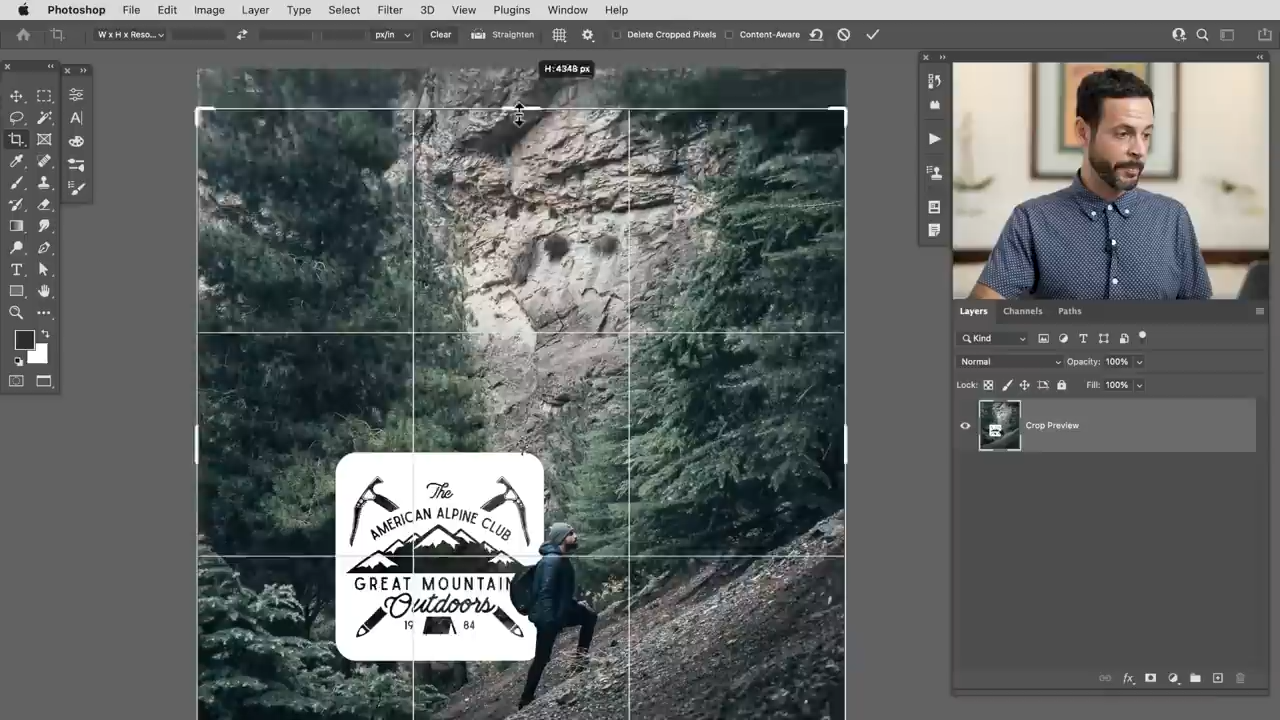 Photoshop File Edit Image Layer Type Select Filter 3D View Plugins Window Help
W x H x Reso... px/in Clear Straighten Delete Cropped Pixels Content-Aware
H: 4348 px
The
AMERICAN ALPINE CLUB
GREAT MOUNTAIN
Outdoors
19 84
Layers Channels Paths
Kind
Normal Opacity: 100%
Lock: Fill: 100%
Crop Preview
fx